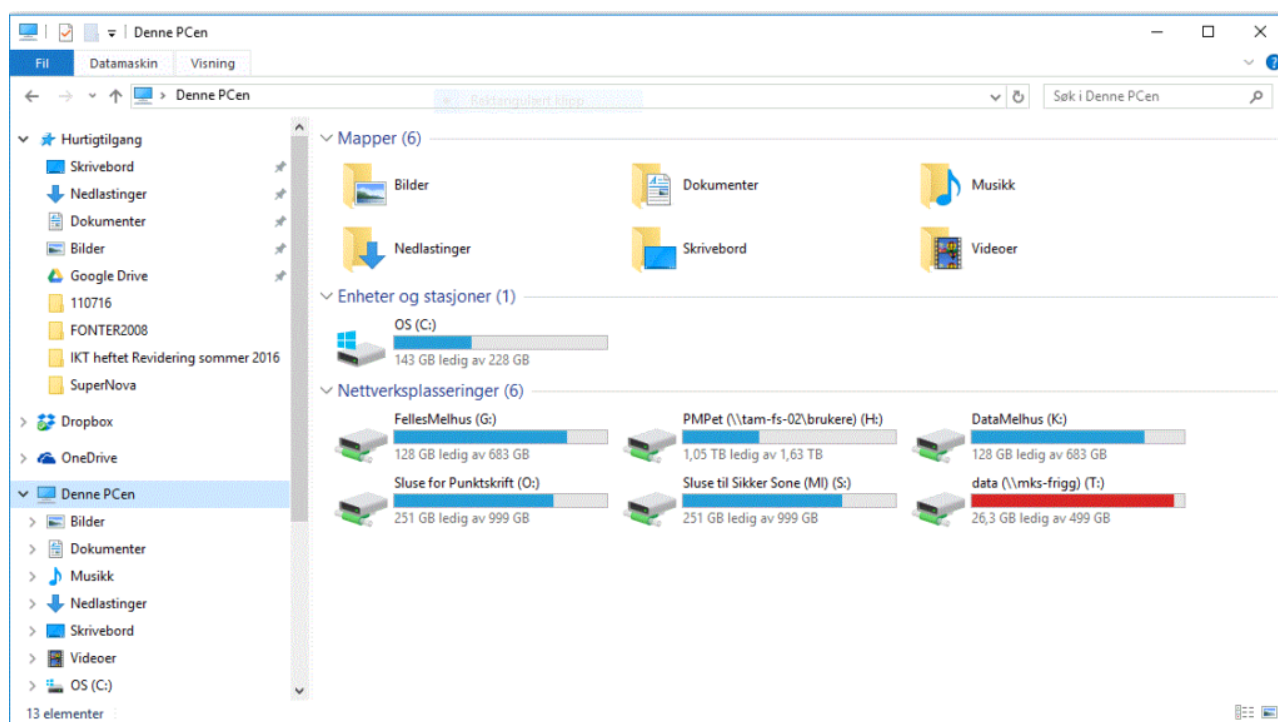 Denne PCen
Fil Datamaskin Visning
Denne PCen
Rektangulært klipp
Søk i Denne PCen
Hurtigtilgang
Skrivebord
Nedlastinger
Dokumenter
Bilder
Google Drive
110716
FONTER2008
IKT heftet Revidering sommer 2016
SuperNova
Dropbox
OneDrive
Denne PCen
Bilder
Dokumenter
Musikk
Nedlastinger
Skrivebord
Videoer
OS (C:)
Mapper (6)
Bilder
Dokumenter
Musikk
Nedlastinger
Skrivebord
Videoer
Enheter og stasjoner (1)
OS (C:)
143 GB ledig av 228 GB
Nettverksplasseringer (6)
FellesMelhus (G:)
128 GB ledig av 683 GB
PMPet (\\tam-fs-02\brukere) (H:)
1,05 TB ledig av 1,63 TB
DataMelhus (K:)
128 GB ledig av 683 GB
Sluse for Punktskrift (O:)
251 GB ledig av 999 GB
Sluse til Sikker Sone (MI) (S:)
251 GB ledig av 999 GB
data (\\mks-frigg) (T:)
26,3 GB ledig av 499 GB
13 elementer